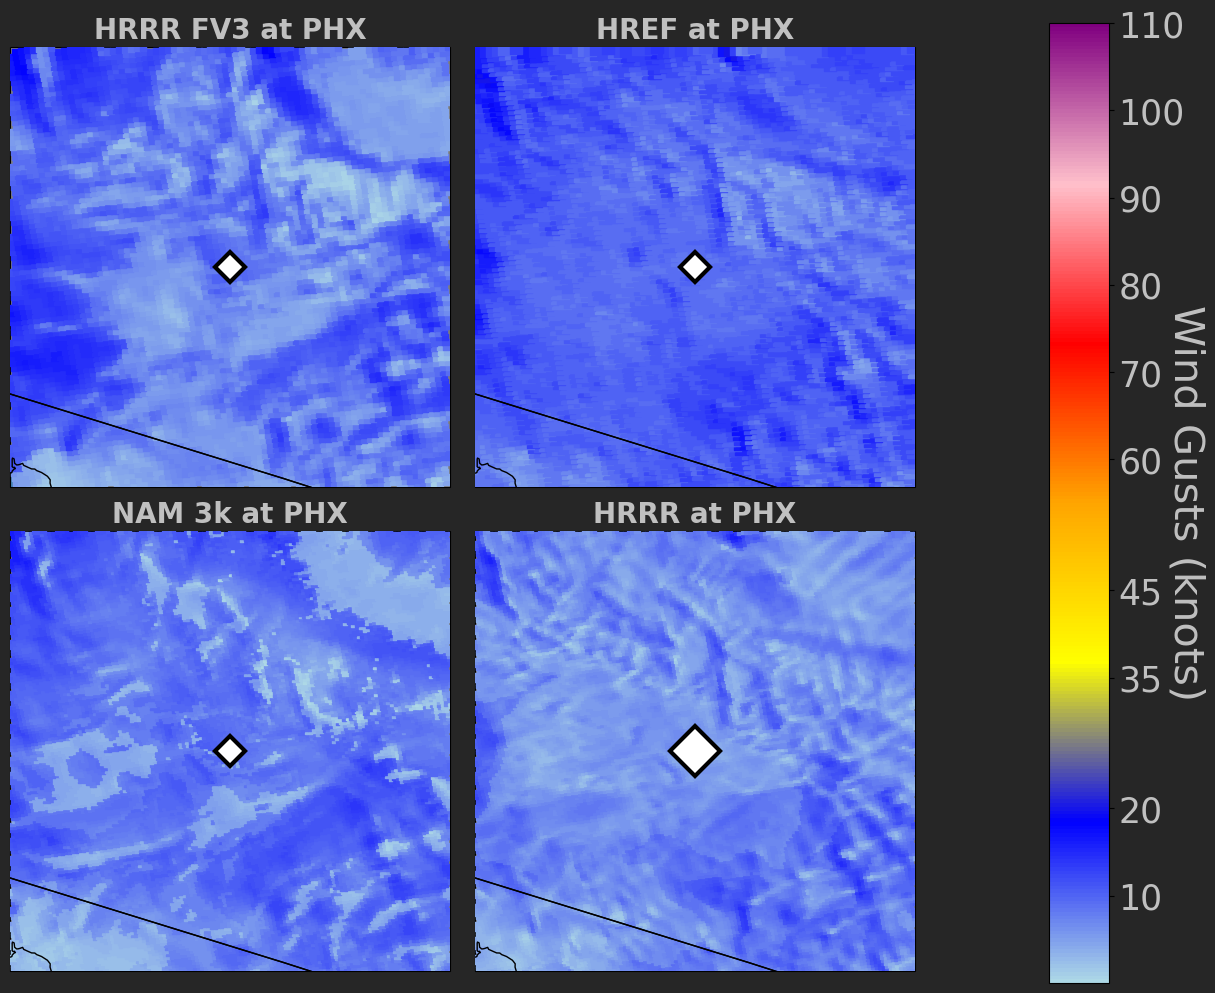 HRRR FV3 at PHX
HREF at PHX
NAM 3k at PHX
HRRR at PHX
110
100
90
80
70
60
45
35
20
10
Wind Gusts (knots)